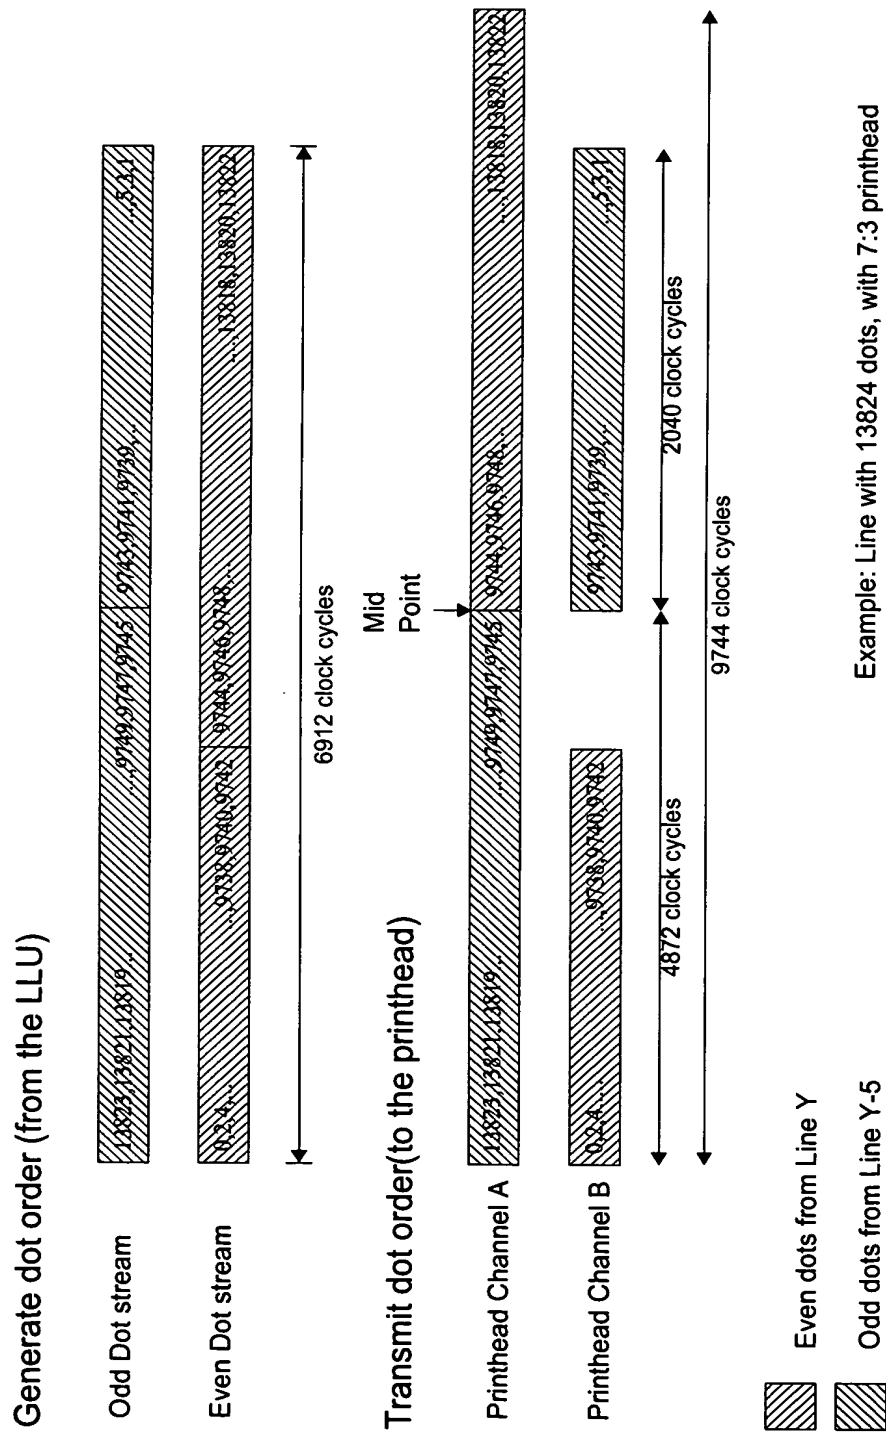 Generate dot order (from the LLU)
Odd Dot stream
13823,13821,13819... ...,9749,9747,9745 9743,9741,9739,... ...,5,3,1
Even Dot stream
0,2,4,... ...,9738,9740,9742 9744,9746,9748,... ...,13818,13820,13822
6912 clock cycles
Mid
Point
Transmit dot order(to the printhead)
Printhead Channel A
13823,13821,13819... ...,9749,9747,9745 9744,9746,9748,... ...,13818,13820,13822
Printhead Channel B
0,2,4,... ...,9738,9740,9742 9743,9741,9739,... ...,5,3,1
4872 clock cycles
2040 clock cycles
9744 clock cycles
Even dots from Line Y
Odd dots from Line Y-5
Example: Line with 13824 dots, with 7:3 printhead